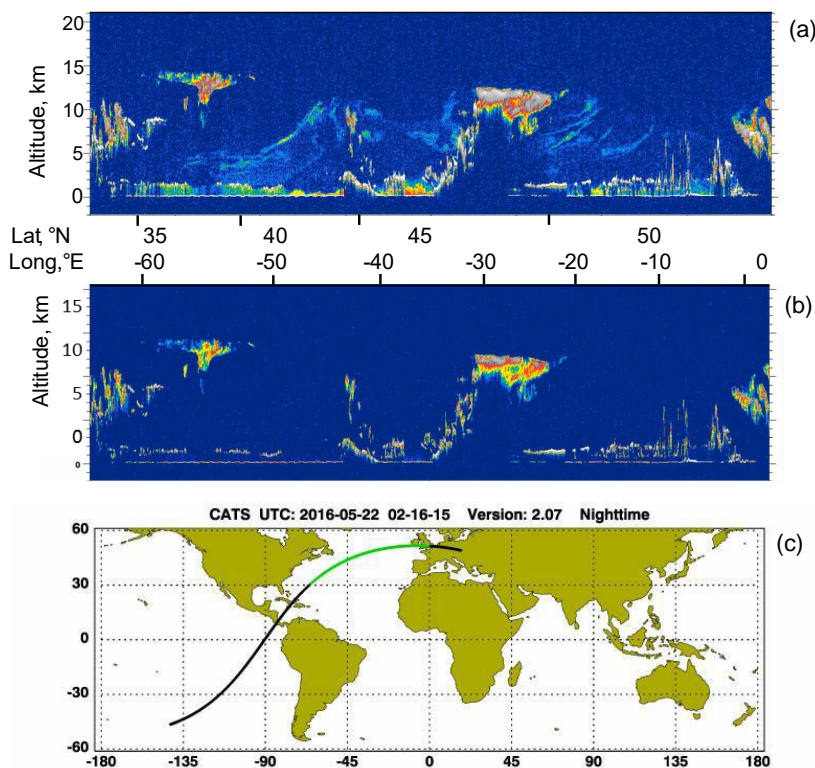 (a)
Altitude, km
20
15
10
5
0
Lat, °N 35 40 45 50
Long,°E -60 -50 -40 -30 -20 -10 0
(b)
Altitude, km
15
10
5
0
0
CATS UTC: 2016-05-22 02-16-15 Version: 2.07 Nighttime
(c)
60
30
0
-30
-60
-180 -135 -90 -45 0 45 90 135 180